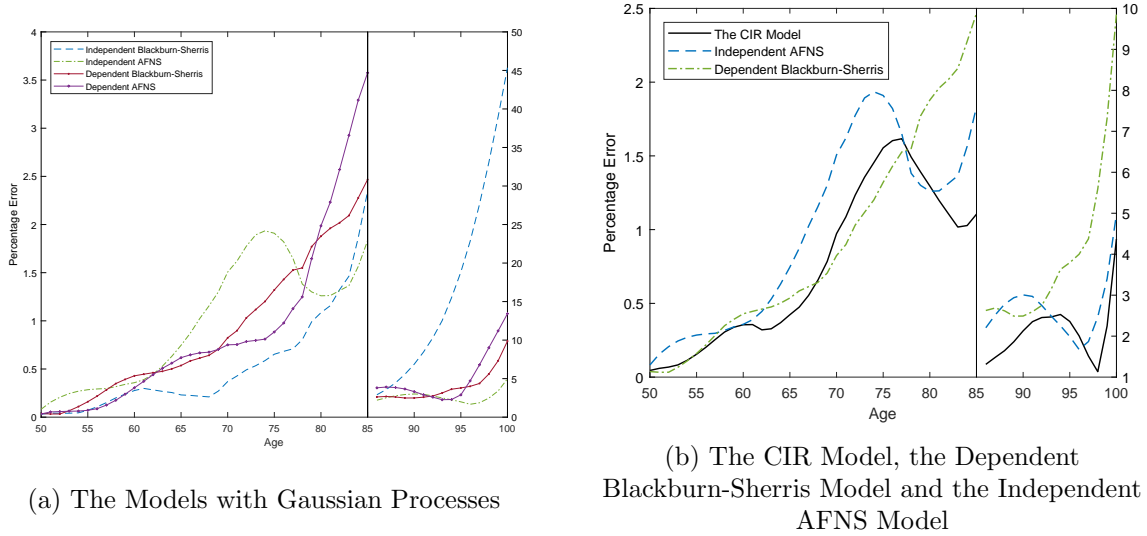 4
3.5
3
2.5
2
1.5
1
0.5
0
Percentage Error
Independent Blackburn-Sherris
Independent AFNS
Dependent Blackburn-Sherris
Dependent AFNS
50
45
40
35
30
25
20
15
10
5
0
50 55 60 65 70 75 80 85 90 95 100
Age
(a) The Models with Gaussian Processes
2.5
2
1.5
1
0.5
0
Percentage Error
The CIR Model
Independent AFNS
Dependent Blackburn-Sherris
10
9
8
7
6
5
4
3
2
1
50 55 60 65 70 75 80 85 90 95 100
Age
(b) The CIR Model, the Dependent
Blackburn-Sherris Model and the Independent
AFNS Model